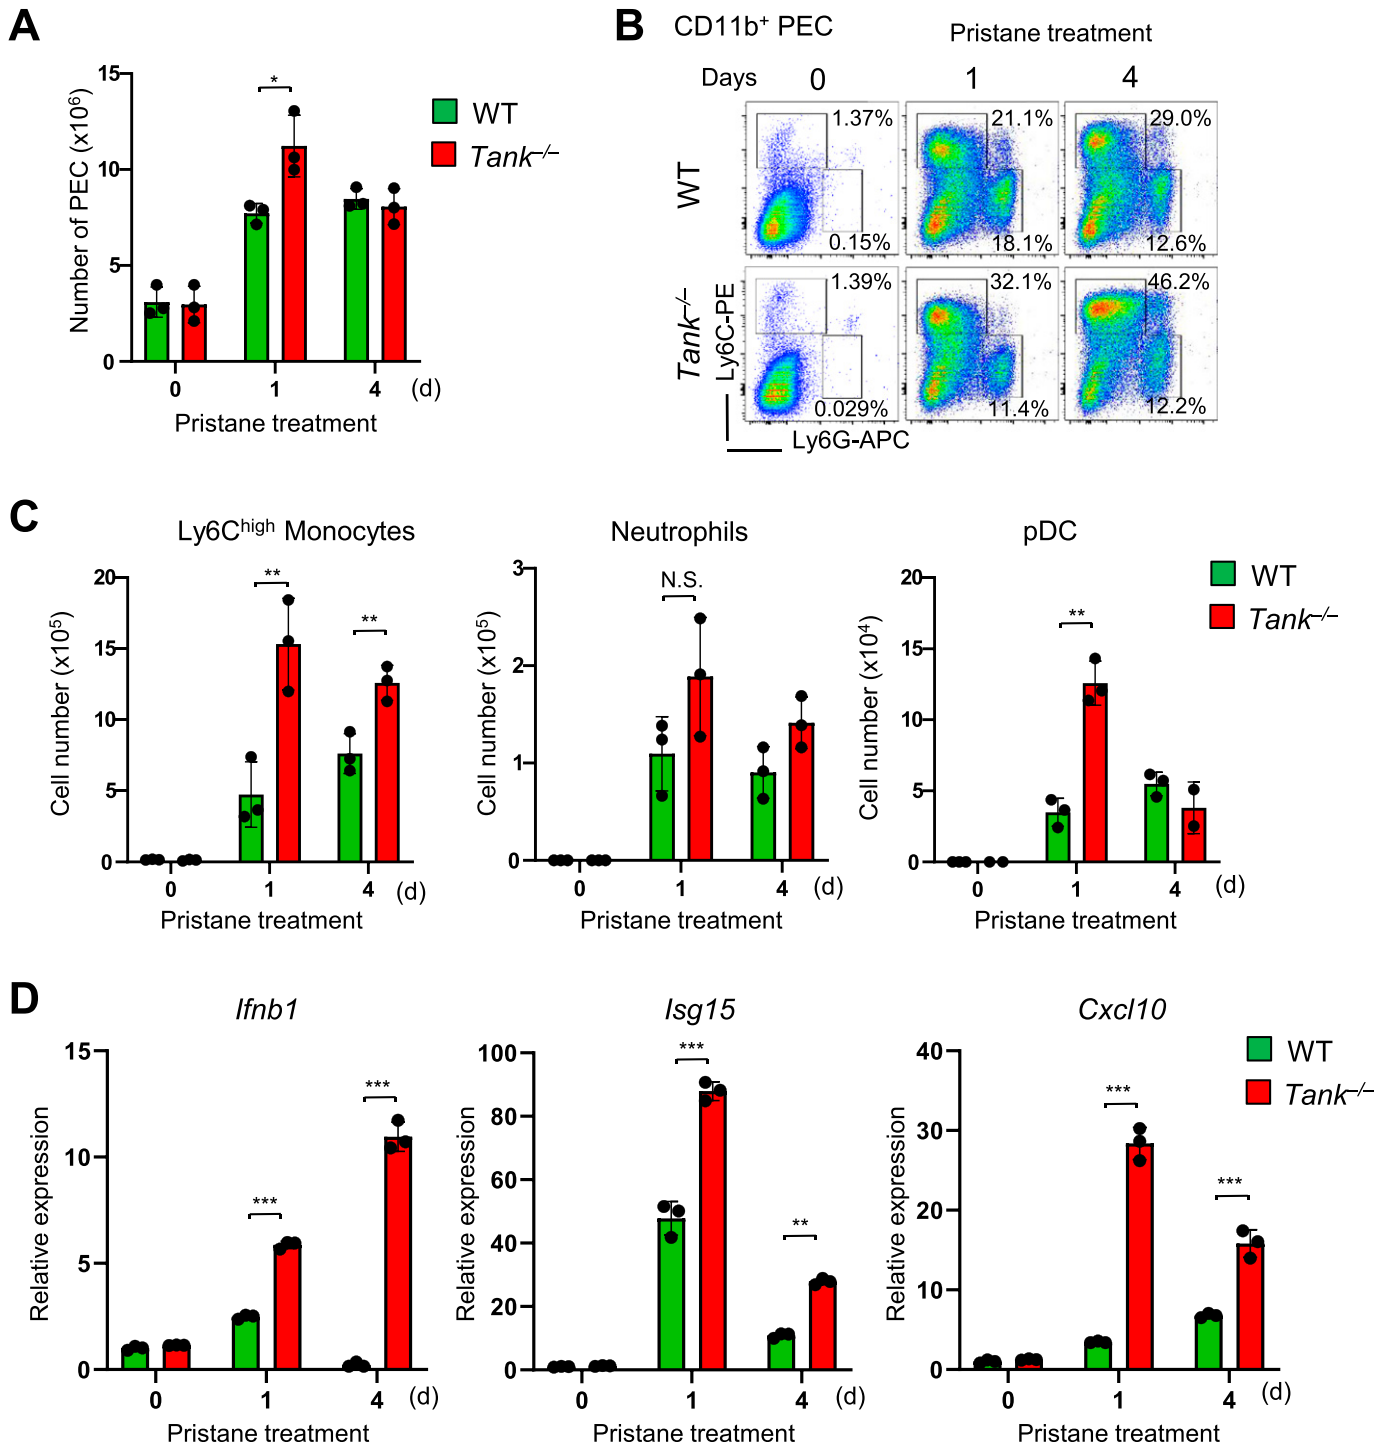 A
Number of PEC (x10⁶)
15
10
5
0
0 1 4 (d)
Pristane treatment
*
WT
Tank⁻/⁻
B
CD11b⁺ PEC
Pristane treatment
Days 0 1 4
WT
1.37% 21.1% 29.0%
0.15% 18.1% 12.6%
Tank⁻/⁻
1.39% 32.1% 46.2%
0.029% 11.4% 12.2%
Ly6C-PE
Ly6G-APC
C
Ly6Cʰⁱᵍʰ Monocytes
Cell number (x10⁵)
20
15
10
5
0
** **
0 1 4 (d)
Pristane treatment
Neutrophils
Cell number (x10⁵)
3
2
1
0
N.S.
0 1 4 (d)
Pristane treatment
pDC
Cell number (x10⁴)
20
15
10
5
0
**
0 1 4 (d)
Pristane treatment
WT
Tank⁻/⁻
D
Ifnb1
Relative expression
15
10
5
0
*** ***
0 1 4 (d)
Pristane treatment
Isg15
Relative expression
100
80
60
40
20
0
*** **
0 1 4 (d)
Pristane treatment
Cxcl10
Relative expression
40
30
20
10
0
*** ***
0 1 4 (d)
Pristane treatment
WT
Tank⁻/⁻